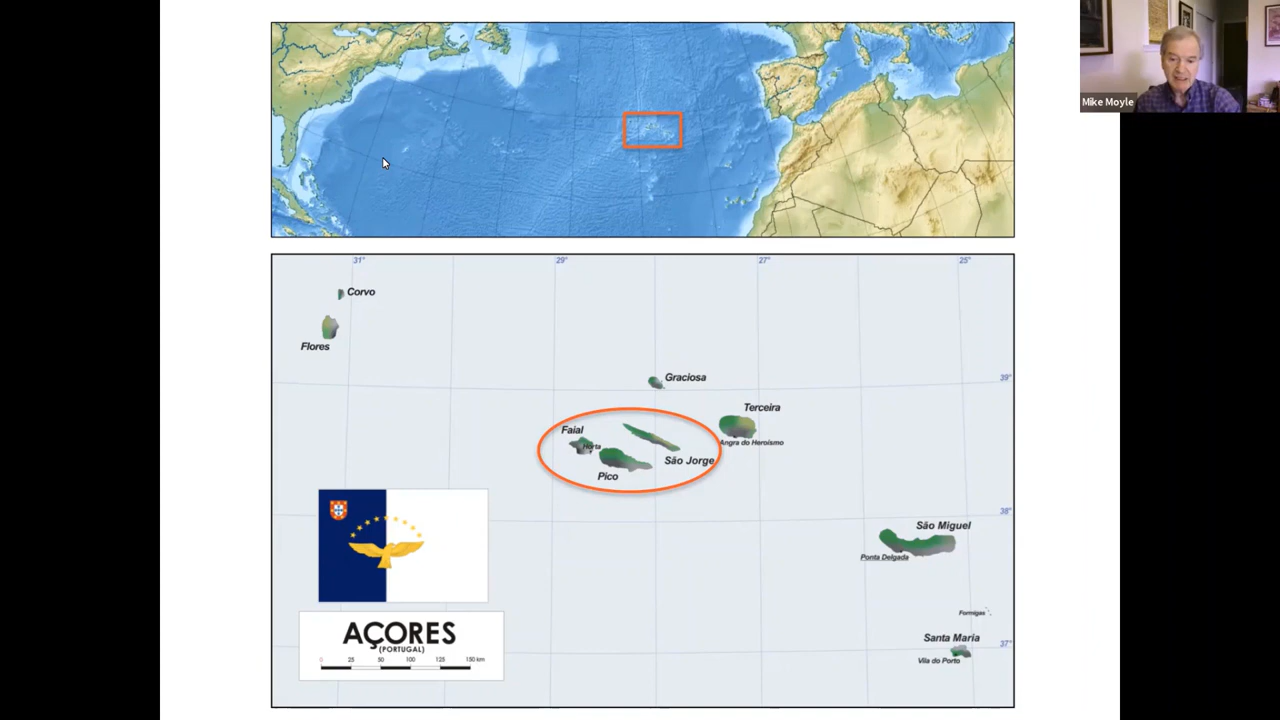 Mike Moyle
31°
29°
27°
25°
Corvo
Flores
Graciosa
39°
Terceira
Angra do Heroísmo
Faial
Horta
São Jorge
Pico
38°
São Miguel
Ponta Delgada
Formigas
Santa Maria
37°
Vila do Porto
AÇORES
(PORTUGAL)
0 25 50 100 125 150 km